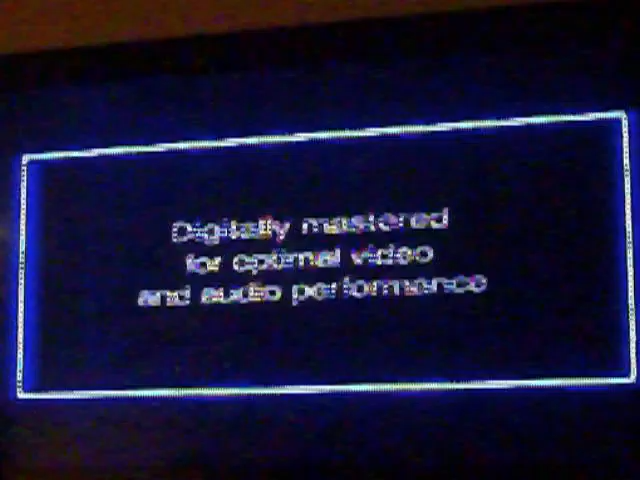 Digitally mastered
for optimal video
and audio performance